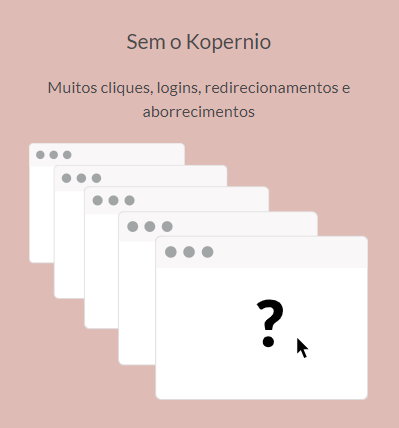 Sem o Kopernio
Muitos cliques, logins, redirecionamentos e
aborrecimentos
?